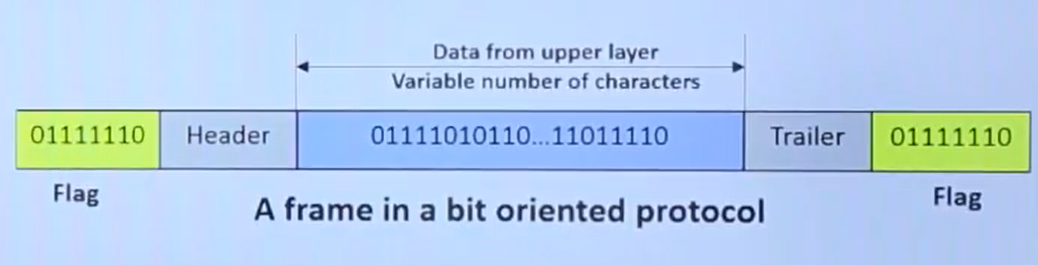 Data from upper layer
Variable number of characters
01111110 Header 01111010110...11011110 Trailer 01111110
Flag Flag
A frame in a bit oriented protocol